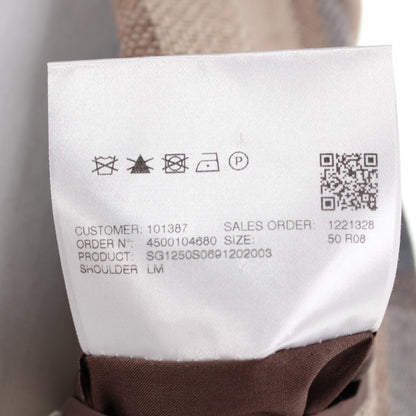 P
CUSTOMER: 101387 SALES ORDER: 1221328
ORDER N°: 4500104680 SIZE: 50 R08
PRODUCT: SG1250S0691202003
SHOULDER LM